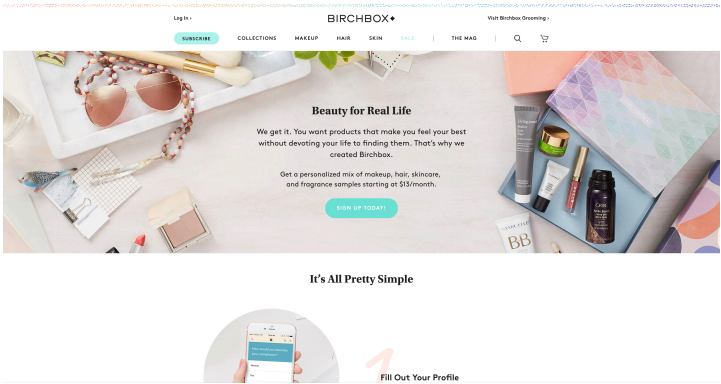 Log In ›
BIRCHBOX
Visit Birchbox Grooming ›
SUBSCRIBE
COLLECTIONS
MAKEUP
HAIR
SKIN
SALE
THE MAG
Beauty for Real Life
We get it. You want products that make you feel your best
without devoting your life to finding them. That's why we
created Birchbox.
Get a personalized mix of makeup, hair, skincare,
and fragrance samples starting at $13/month.
SIGN UP TODAY!
BB
It's All Pretty Simple
1
Fill Out Your Profile